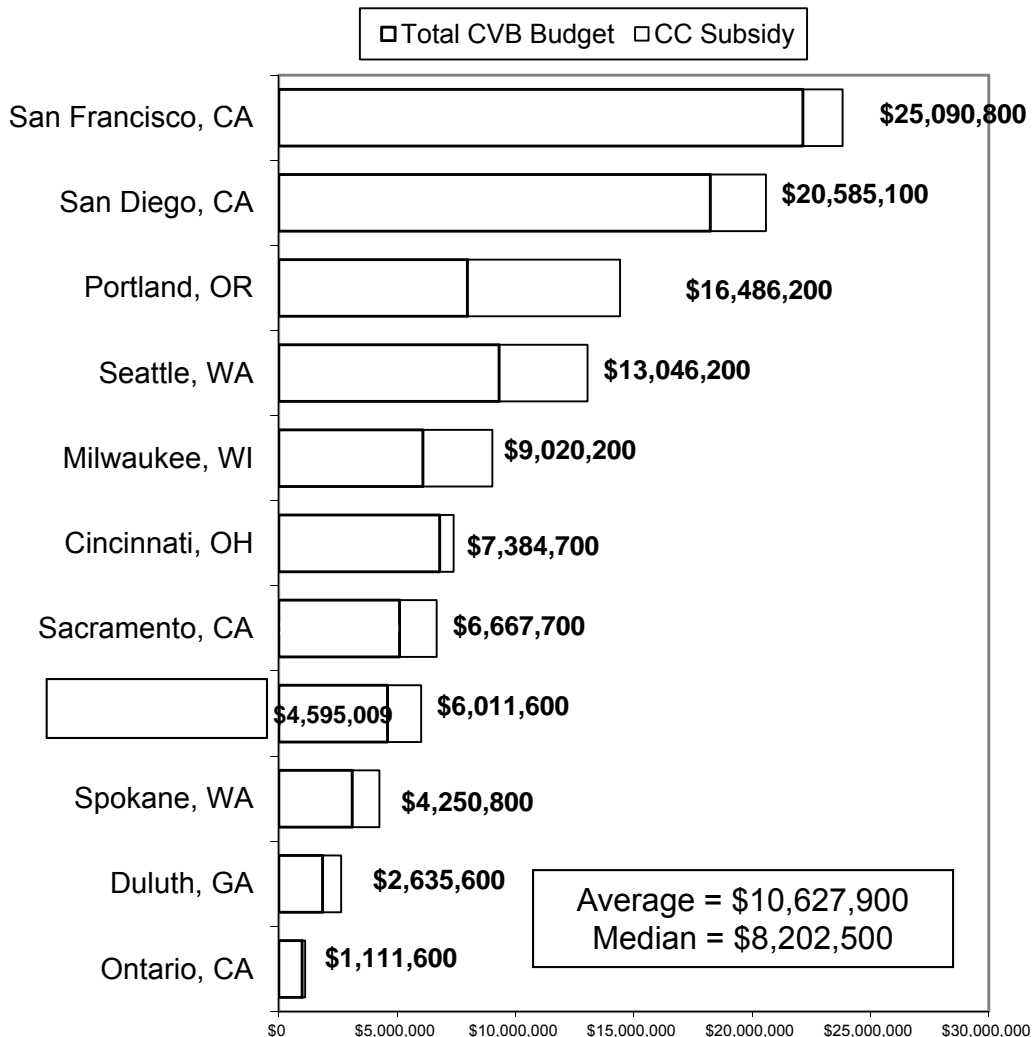 Total CVB Budget CC Subsidy
San Francisco, CA $25,090,800
San Diego, CA $20,585,100
Portland, OR $16,486,200
Seattle, WA $13,046,200
Milwaukee, WI $9,020,200
Cincinnati, OH $7,384,700
Sacramento, CA $6,667,700
$4,595,009 $6,011,600
Spokane, WA $4,250,800
Duluth, GA $2,635,600
Average = $10,627,900
Median = $8,202,500
Ontario, CA $1,111,600
$0 $5,000,000 $10,000,000 $15,000,000 $20,000,000 $25,000,000 $30,000,000